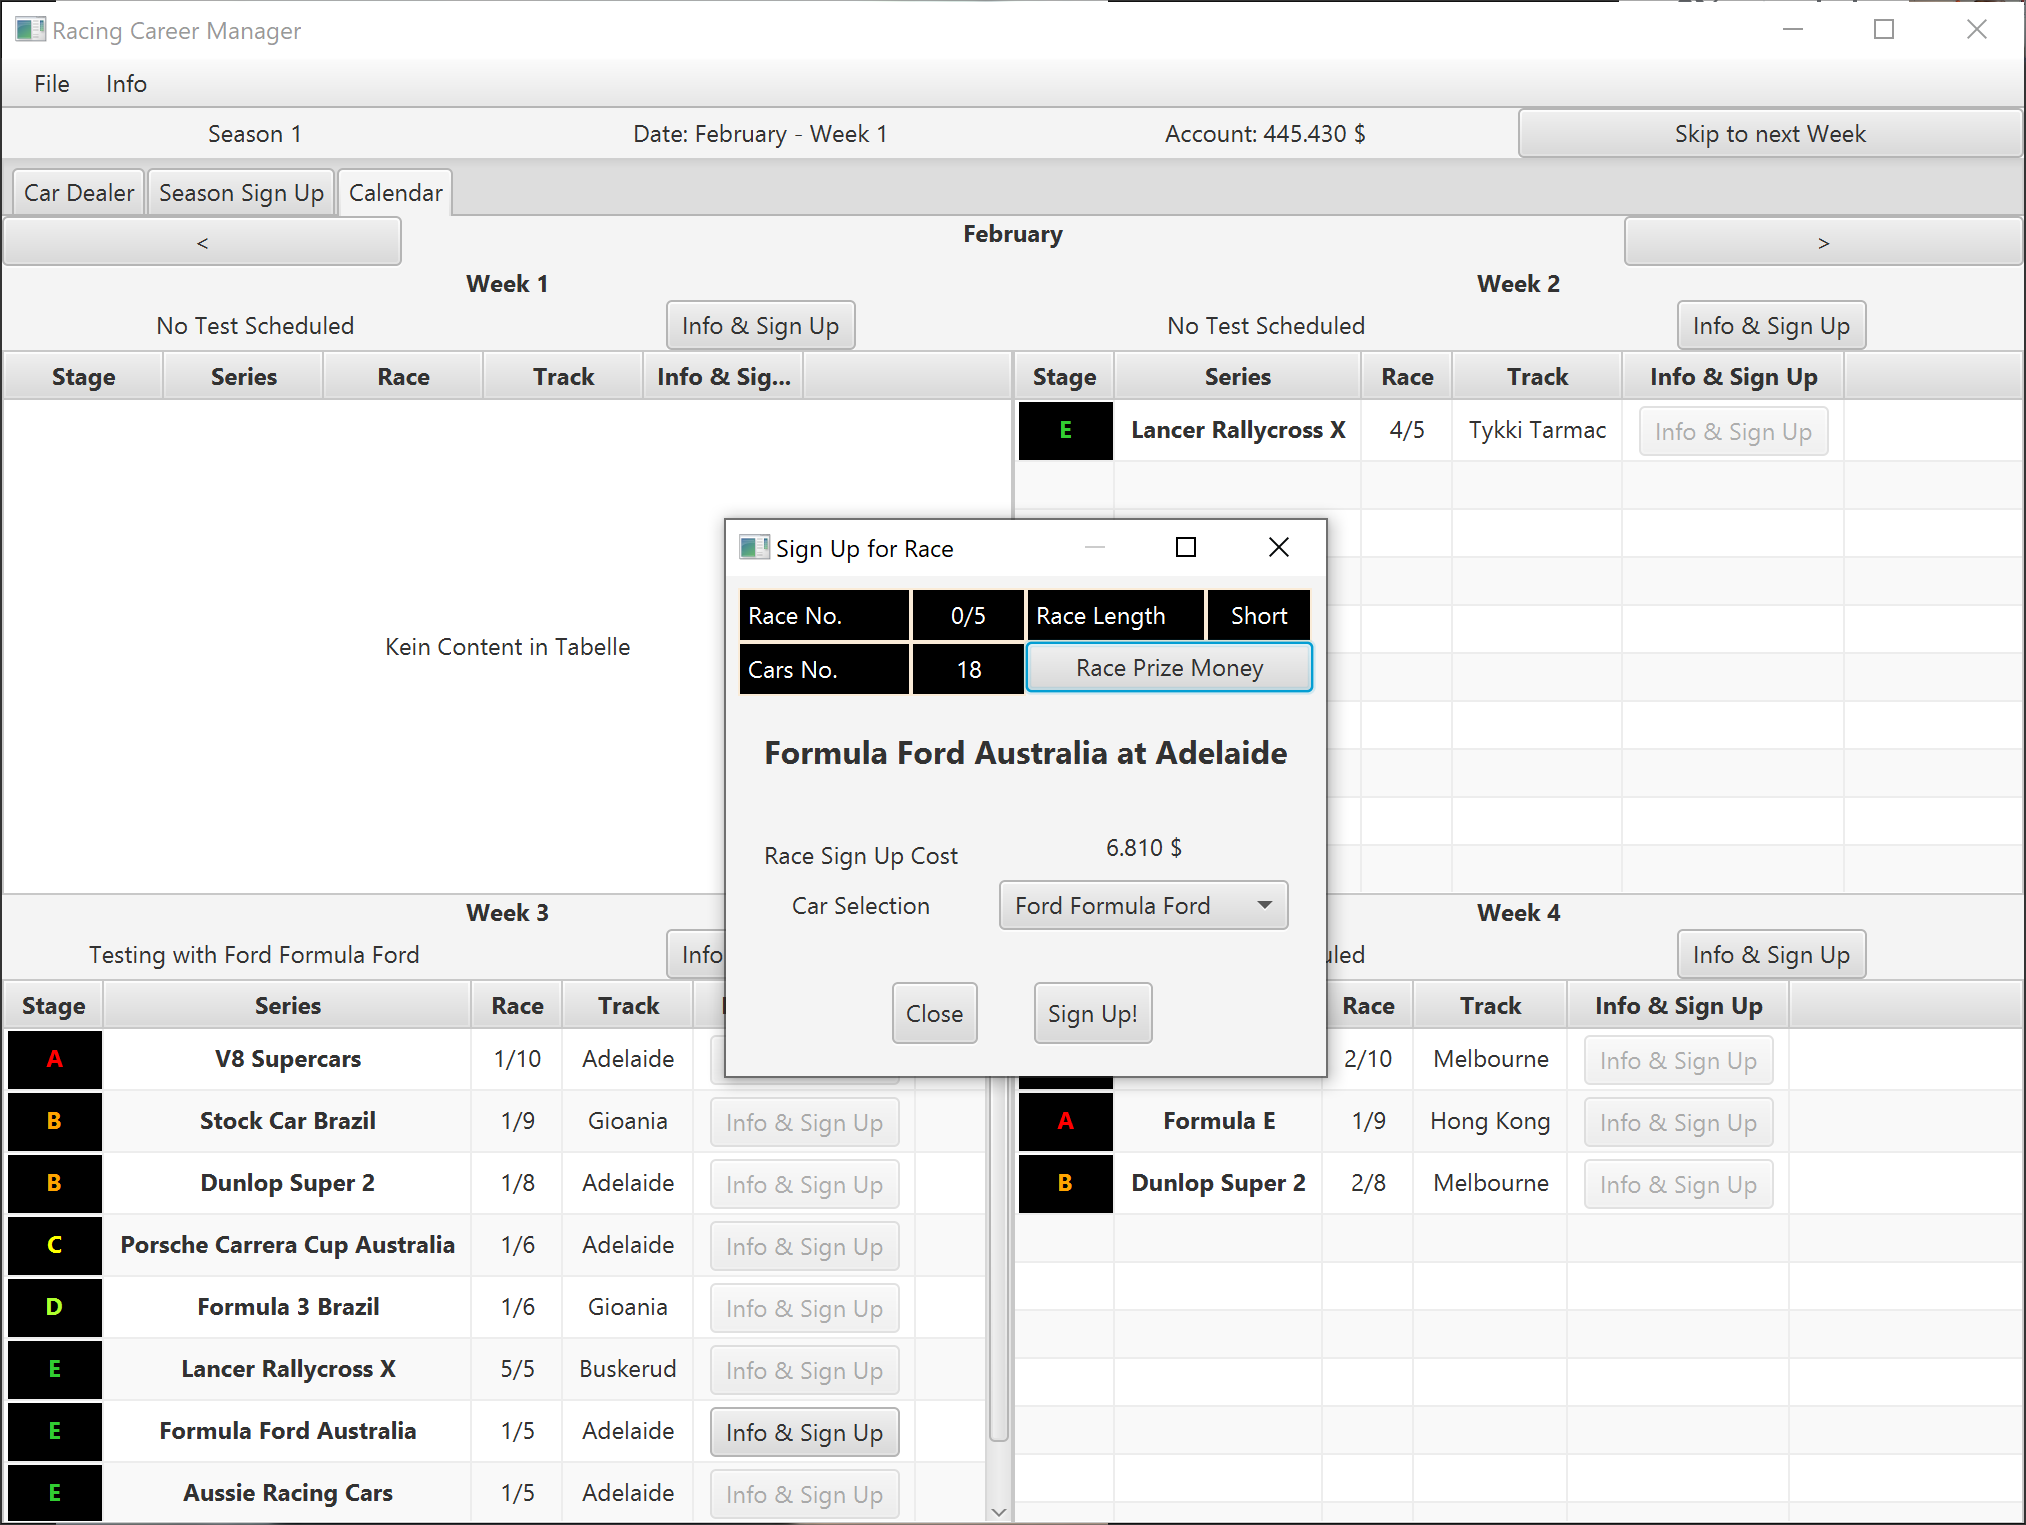 Racing Career Manager
File Info
Season 1 Date: February - Week 1 Account: 445.430 $ Skip to next Week
Car Dealer Season Sign Up Calendar
< February >
Week 1
No Test Scheduled Info & Sign Up
Stage Series Race Track Info & Sig...
Kein Content in Tabelle
Week 2
No Test Scheduled Info & Sign Up
Stage Series Race Track Info & Sign Up
E Lancer Rallycross X 4/5 Tykki Tarmac Info & Sign Up
Sign Up for Race
Race No. 0/5 Race Length Short
Cars No. 18 Race Prize Money
Formula Ford Australia at Adelaide
Race Sign Up Cost 6.810 $
Car Selection Ford Formula Ford
Close Sign Up!
Week 3
Testing with Ford Formula Ford Info
Stage Series Race Track
A V8 Supercars 1/10 Adelaide
B Stock Car Brazil 1/9 Gioania Info & Sign Up
B Dunlop Super 2 1/8 Adelaide Info & Sign Up
C Porsche Carrera Cup Australia 1/6 Adelaide Info & Sign Up
D Formula 3 Brazil 1/6 Gioania Info & Sign Up
E Lancer Rallycross X 5/5 Buskerud Info & Sign Up
E Formula Ford Australia 1/5 Adelaide Info & Sign Up
E Aussie Racing Cars 1/5 Adelaide Info & Sign Up
Week 4
Info & Sign Up
Race Track Info & Sign Up
2/10 Melbourne Info & Sign Up
A Formula E 1/9 Hong Kong Info & Sign Up
B Dunlop Super 2 2/8 Melbourne Info & Sign Up